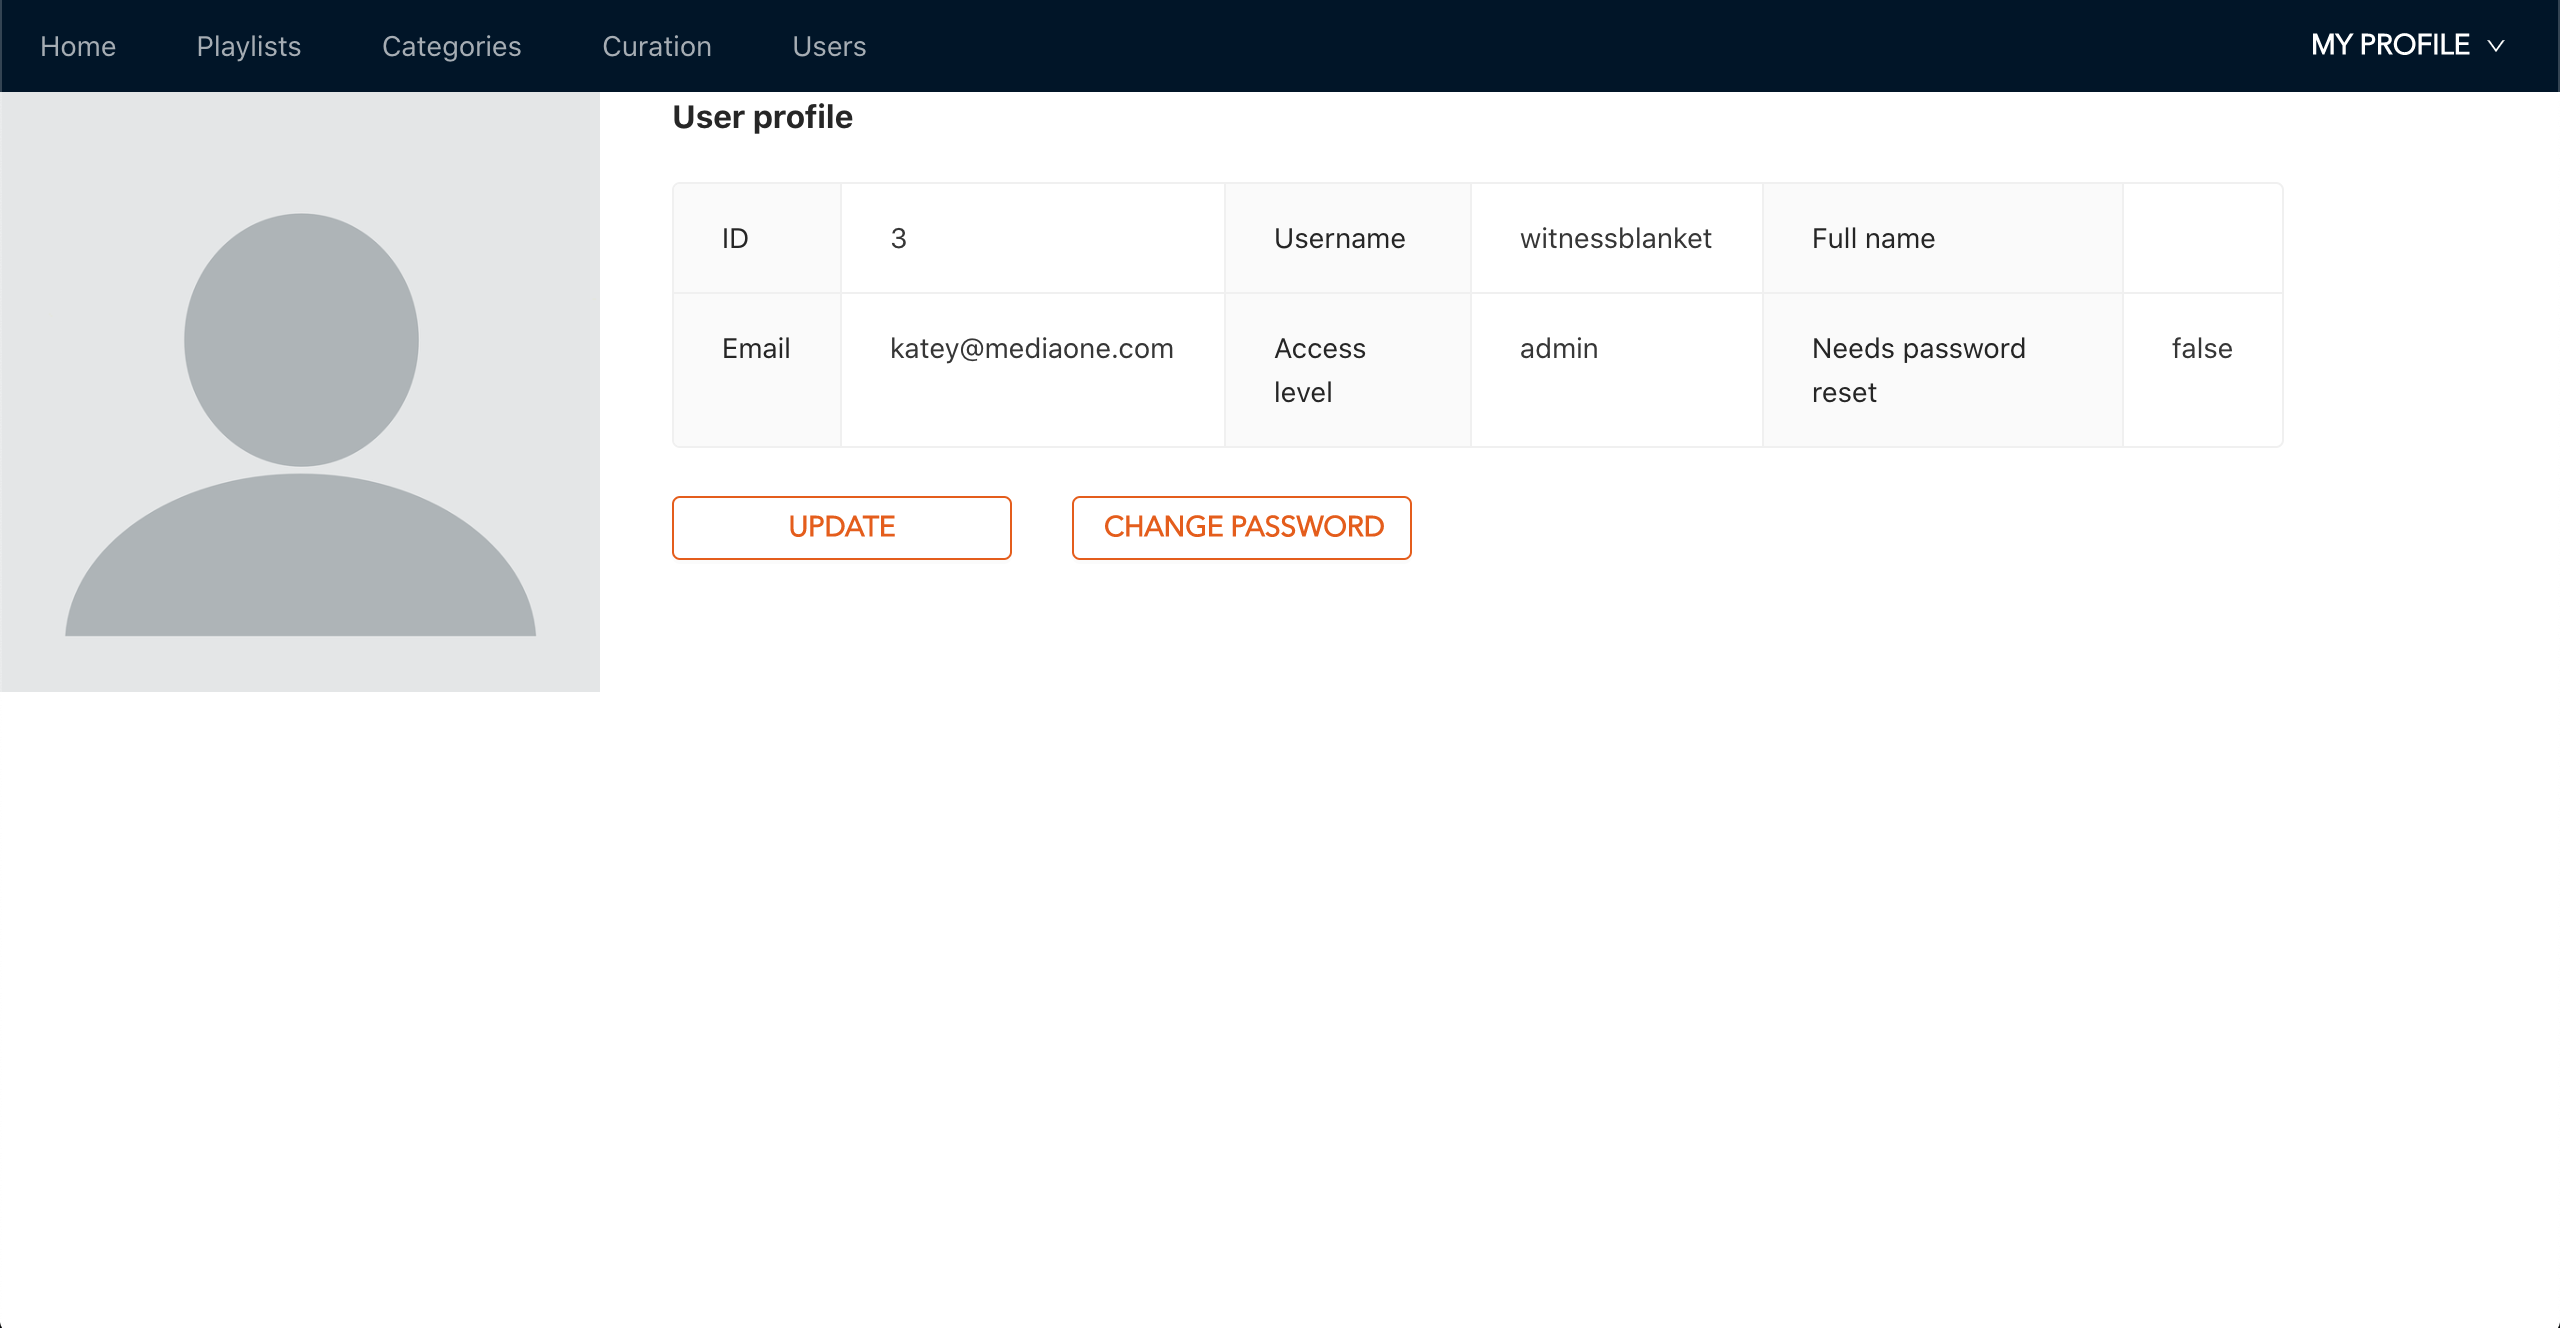 Home Playlists Categories Curation Users MY PROFILE
User profile
ID 3 Username witnessblanket Full name
Email katey@mediaone.com Access level admin Needs password reset false
UPDATE CHANGE PASSWORD